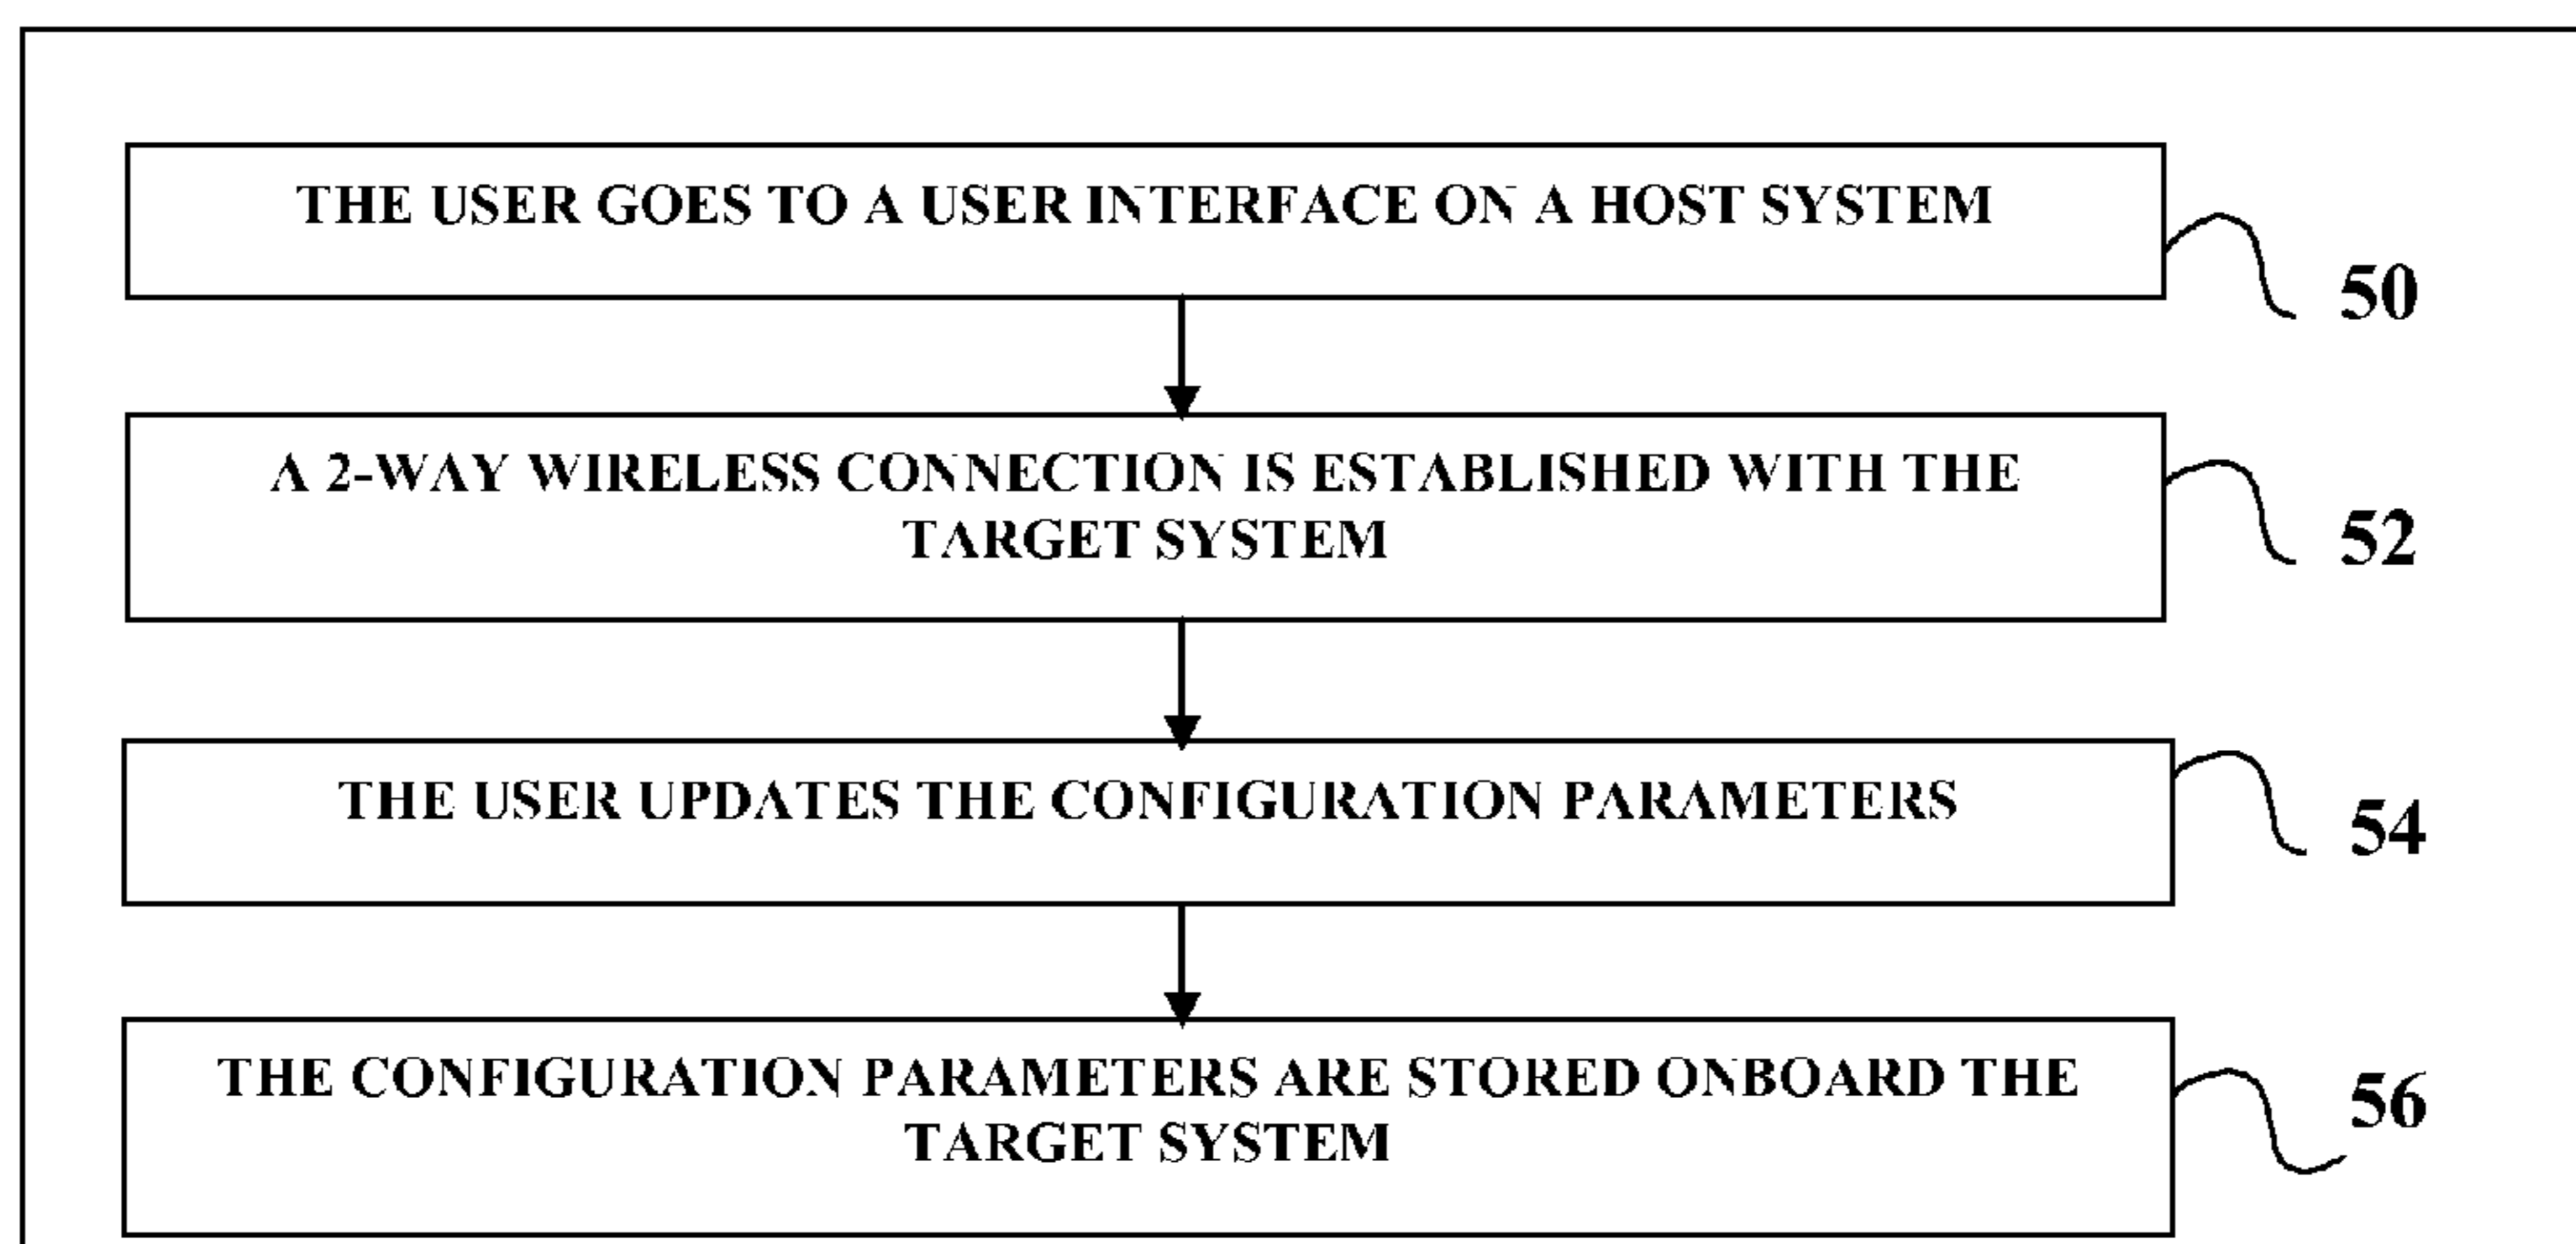 THE USER GOES TO A USER INTERFACE ON A HOST SYSTEM
50
A 2-WAY WIRELESS CONNECTION IS ESTABLISHED WITH THE
TARGET SYSTEM
52
THE USER UPDATES THE CONFIGURATION PARAMETERS
54
THE CONFIGURATION PARAMETERS ARE STORED ONBOARD THE
TARGET SYSTEM
56